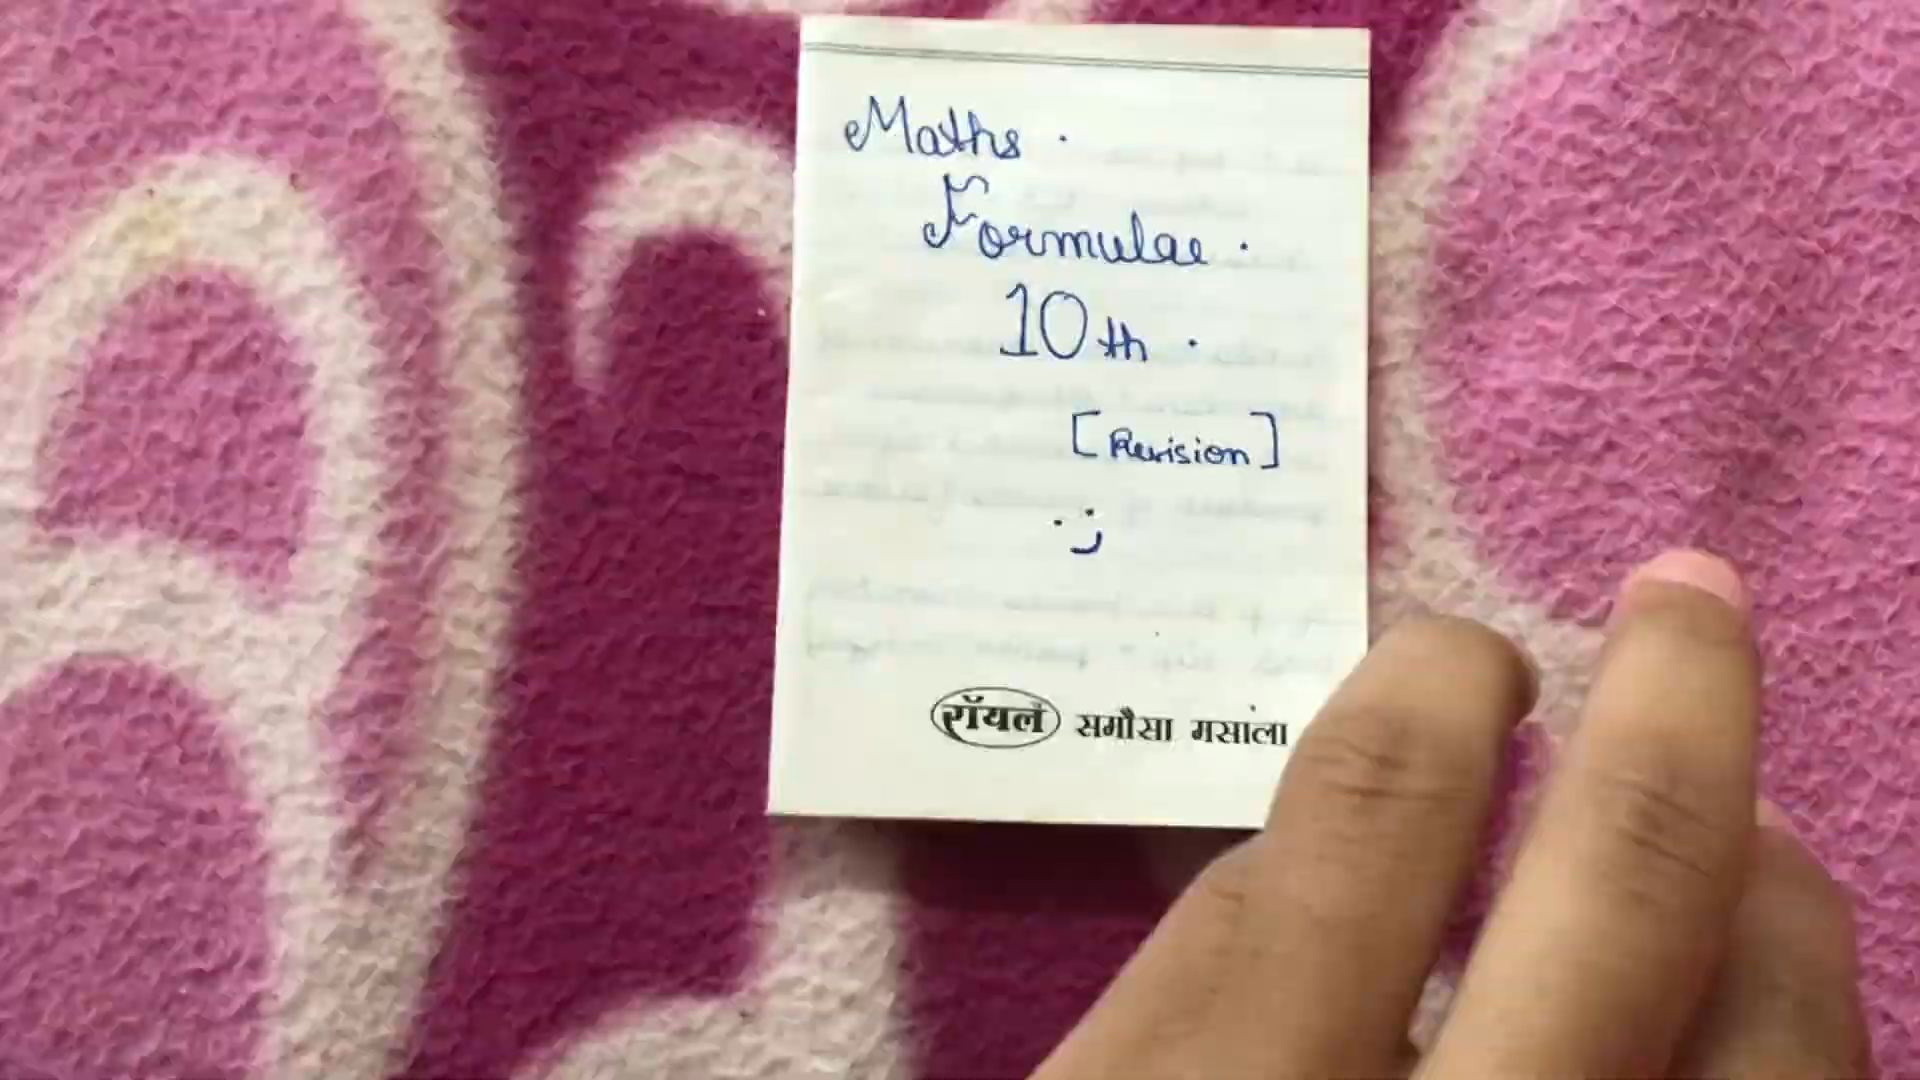 Maths.
Formulae.
10th.
[Revision]
रॉयल समौसा मसाला